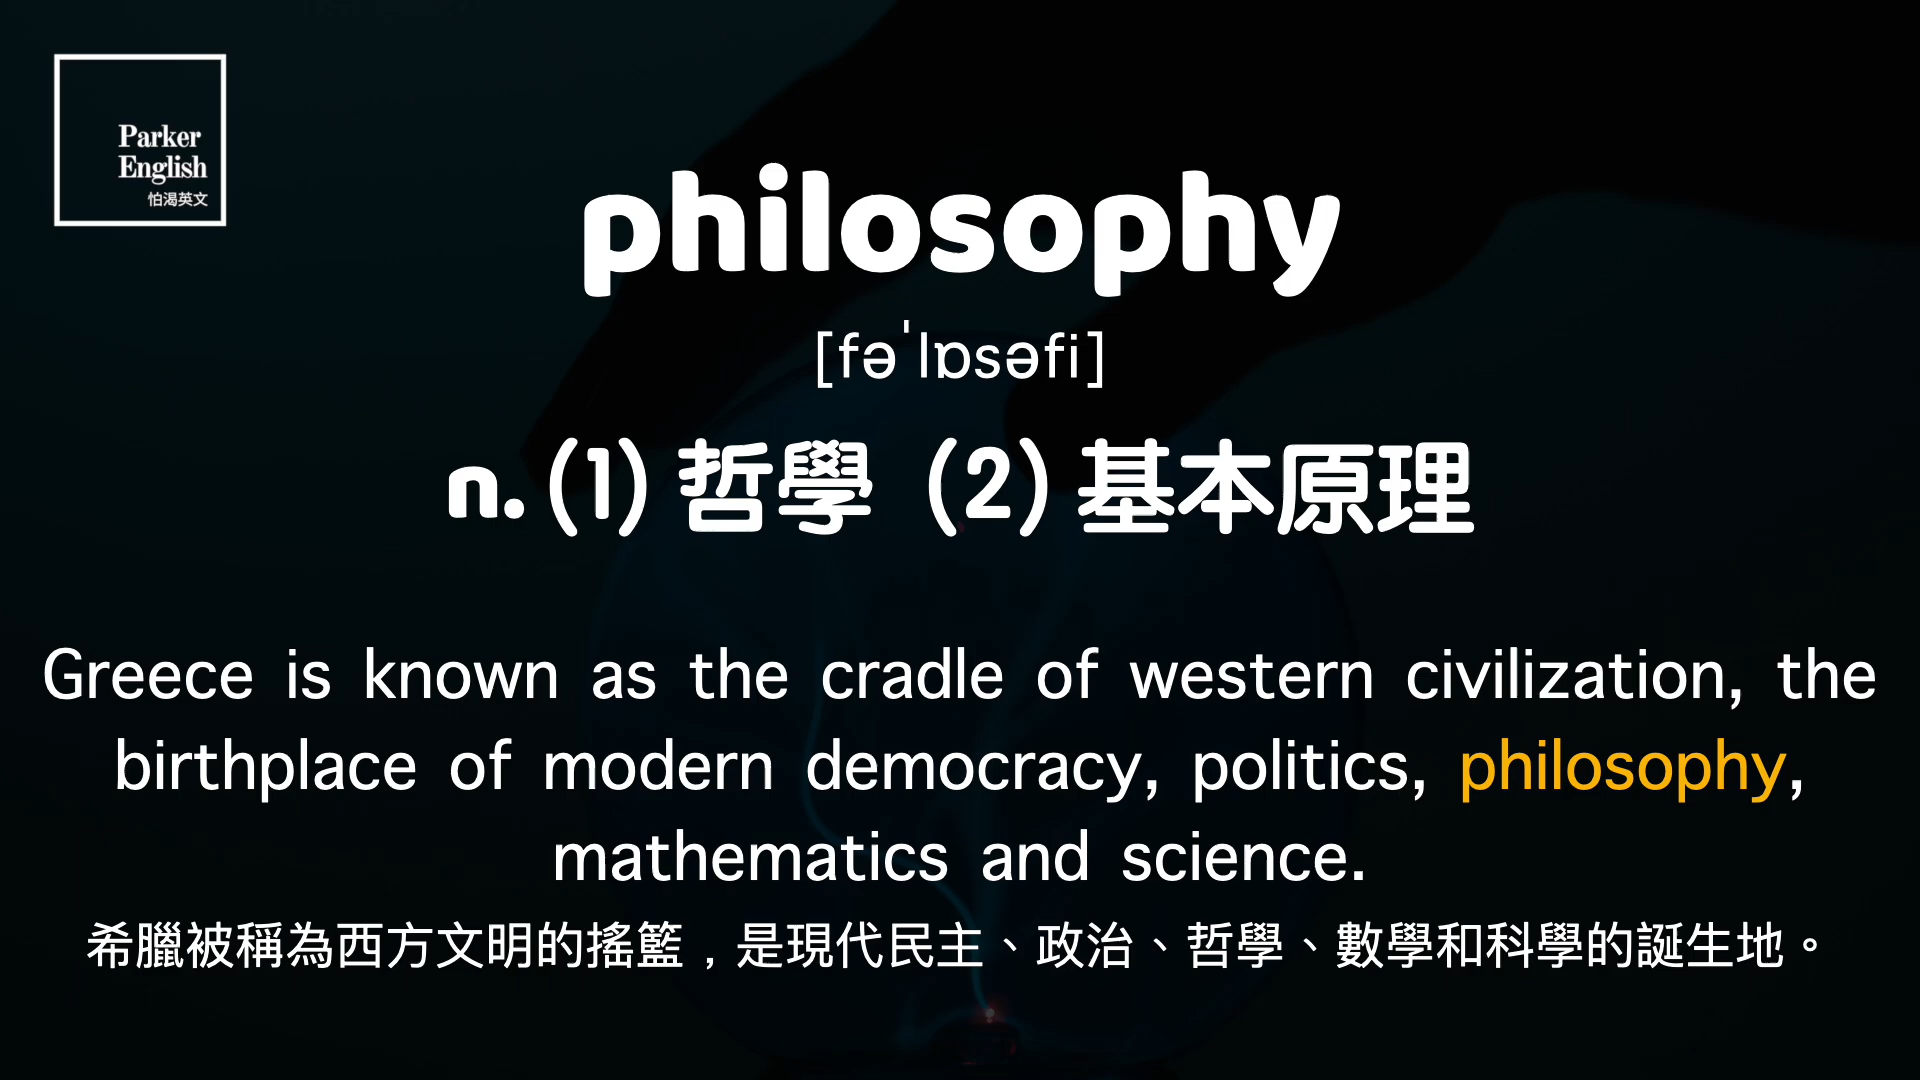 Parker
English
怕渴英文
philosophy
[fəˈlɒsəfi]
n. (1) 哲學 (2) 基本原理
Greece is known as the cradle of western civilization, the
birthplace of modern democracy, politics, philosophy,
mathematics and science.
希臘被稱為西方文明的搖籃，是現代民主、政治、哲學、數學和科學的誕生地。